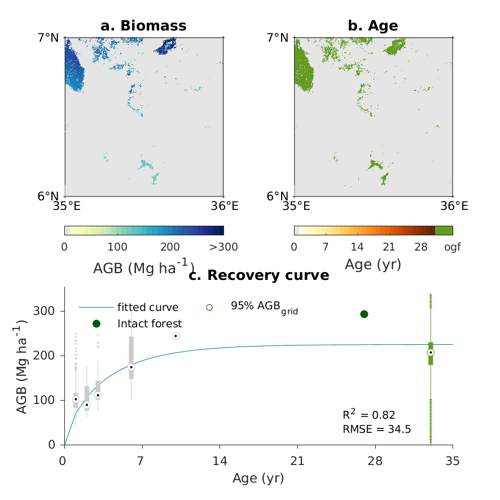 a. Biomass
b. Age
7°N
7°N
6°N
6°N
35°E 36°E
35°E 36°E
0 100 200 >300
0 7 14 21 28 ogf
AGB (Mg ha⁻¹)
Age (yr)
c. Recovery curve
fitted curve
95% AGB_grid
Intact forest
300
200
100
0
AGB (Mg ha⁻¹)
R² = 0.82
RMSE = 34.5
0 7 14 21 28 35
Age (yr)